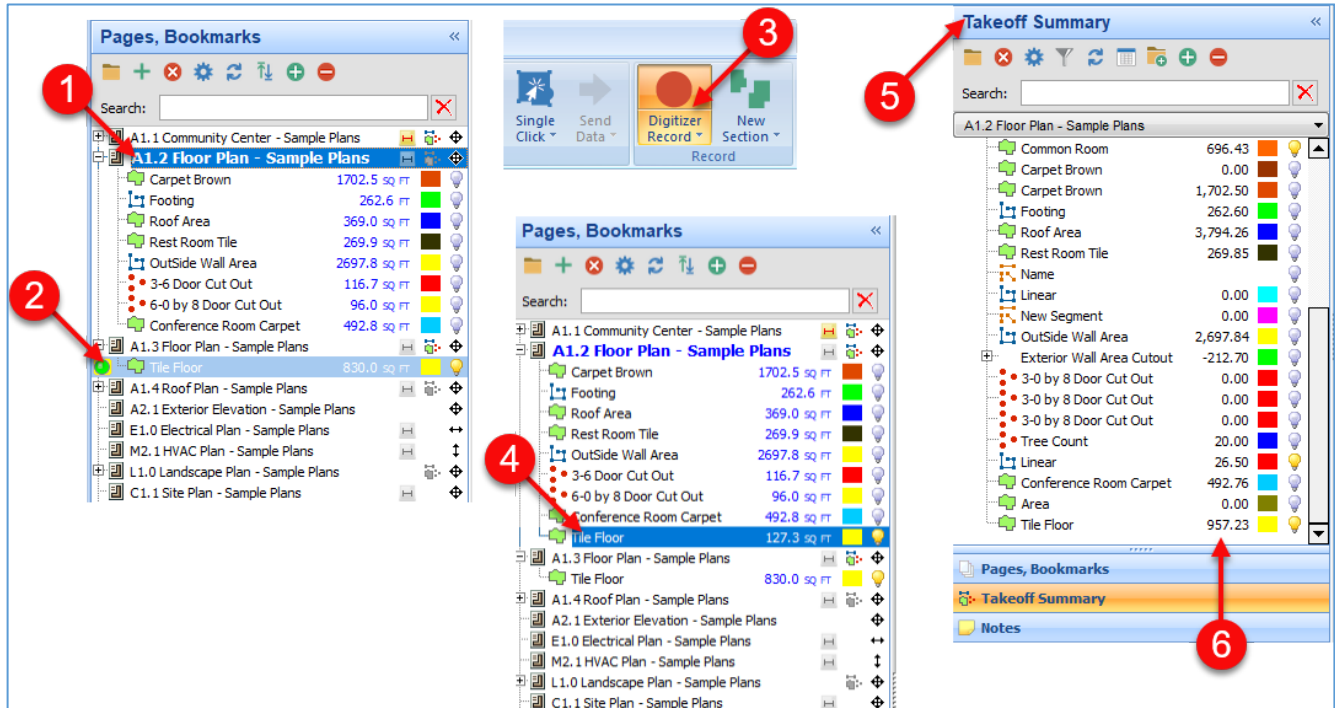 Pages, Bookmarks
1
Search:
A1.1 Community Center - Sample Plans
A1.2 Floor Plan - Sample Plans
Carpet Brown 1702.5 SQ FT
Footing 262.6 FT
Roof Area 369.0 SQ FT
Rest Room Tile 269.9 SQ FT
OutSide Wall Area 2697.8 SQ FT
2
3-6 Door Cut Out 116.7 SQ FT
6-0 by 8 Door Cut Out 96.0 SQ FT
Conference Room Carpet 492.8 SQ FT
A1.3 Floor Plan - Sample Plans
Tile Floor 830.0 SQ FT
A1.4 Roof Plan - Sample Plans
A2.1 Exterior Elevation - Sample Plans
E1.0 Electrical Plan - Sample Plans
M2.1 HVAC Plan - Sample Plans
L1.0 Landscape Plan - Sample Plans
C1.1 Site Plan - Sample Plans
3
Single Click
Send Data
Digitizer Record
New Section
Record
Pages, Bookmarks
Search:
A1.1 Community Center - Sample Plans
A1.2 Floor Plan - Sample Plans
Carpet Brown 1702.5 SQ FT
Footing 262.6 FT
Roof Area 369.0 SQ FT
Rest Room Tile 269.9 SQ FT
4
OutSide Wall Area 2697.8 SQ FT
3-6 Door Cut Out 116.7 SQ FT
6-0 by 8 Door Cut Out 96.0 SQ FT
Conference Room Carpet 492.8 SQ FT
Tile Floor 127.3 SQ FT
A1.3 Floor Plan - Sample Plans
Tile Floor 830.0 SQ FT
A1.4 Roof Plan - Sample Plans
A2.1 Exterior Elevation - Sample Plans
E1.0 Electrical Plan - Sample Plans
M2.1 HVAC Plan - Sample Plans
L1.0 Landscape Plan - Sample Plans
C1.1 Site Plan - Sample Plans
Takeoff Summary
5
Search:
A1.2 Floor Plan - Sample Plans
Common Room 696.43
Carpet Brown 0.00
Carpet Brown 1,702.50
Footing 262.60
Roof Area 3,794.26
Rest Room Tile 269.85
Name
Linear 0.00
New Segment 0.00
OutSide Wall Area 2,697.84
Exterior Wall Area Cutout -212.70
3-0 by 8 Door Cut Out 0.00
3-0 by 8 Door Cut Out 0.00
3-0 by 8 Door Cut Out 0.00
Tree Count 20.00
Linear 26.50
Conference Room Carpet 492.76
Area 0.00
Tile Floor 957.23
Pages, Bookmarks
Takeoff Summary
Notes
6